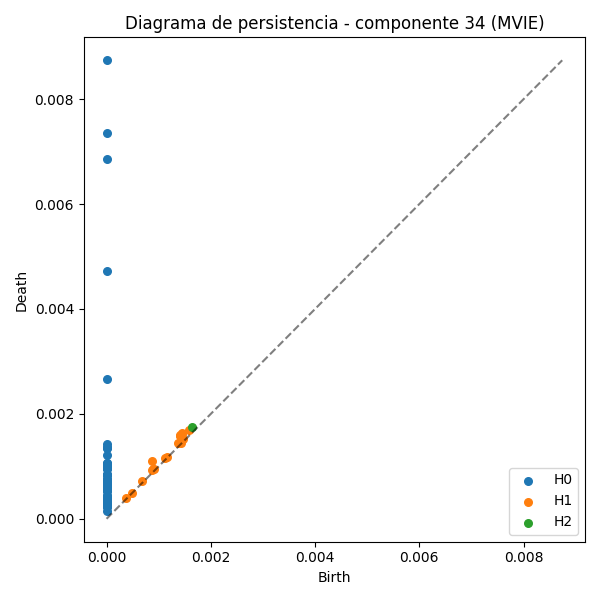 Diagrama de persistencia - componente 34 (MVIE)
Death
0.008
0.006
0.004
0.002
0.000
0.000 0.002 0.004 0.006 0.008
Birth
H0
H1
H2